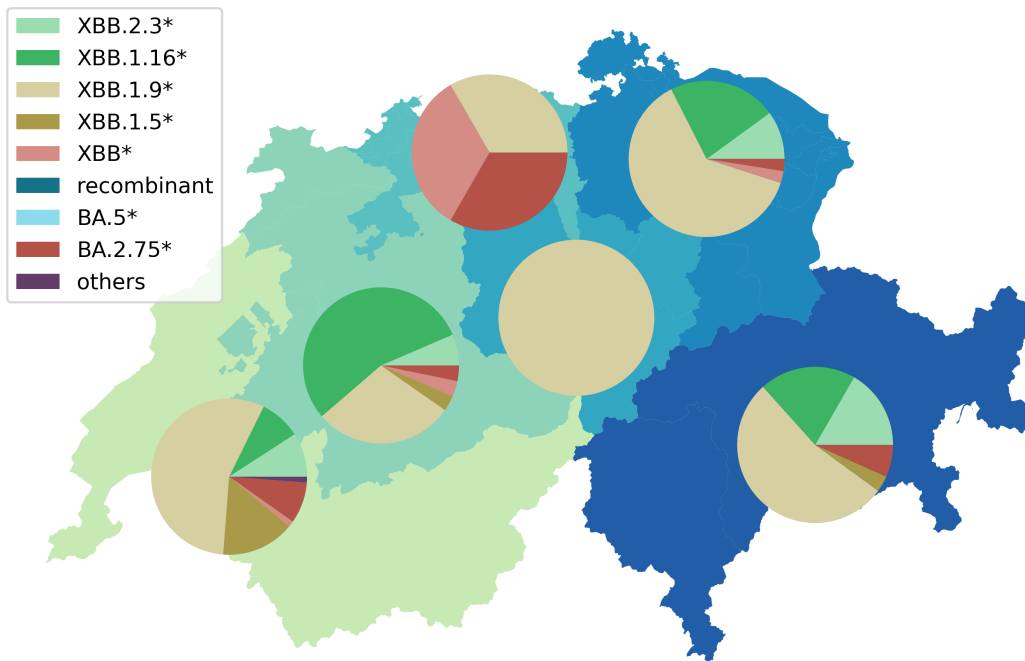 XBB.2.3*
XBB.1.16*
XBB.1.9*
XBB.1.5*
XBB*
recombinant
BA.5*
BA.2.75*
others